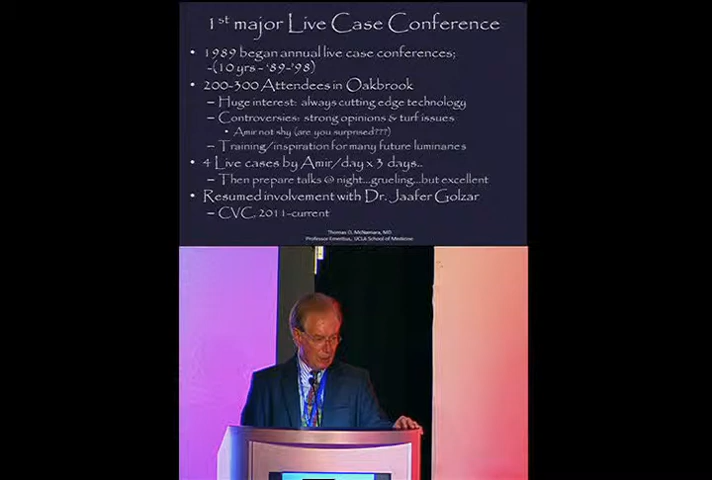 1st major Live Case Conference
• 1989 began annual live case conferences;
-(10 yrs - '89-'98)
• 200-300 Attendees in Oakbrook
– Huge interest: always cutting edge technology
– Controversies: strong opinions & turf issues
• Amir not shy (are you surprised???)
– Training/inspiration for many future luminaries
• 4 Live cases by Amir/day x 3 days..
– Then prepare talks @ night...grueling...but excellent
• Resumed involvement with Dr. Jaafer Golzar
– CVC, 2011-current
Thomas O. McNamara, MD
Professor Emeritus, UCLA School of Medicine